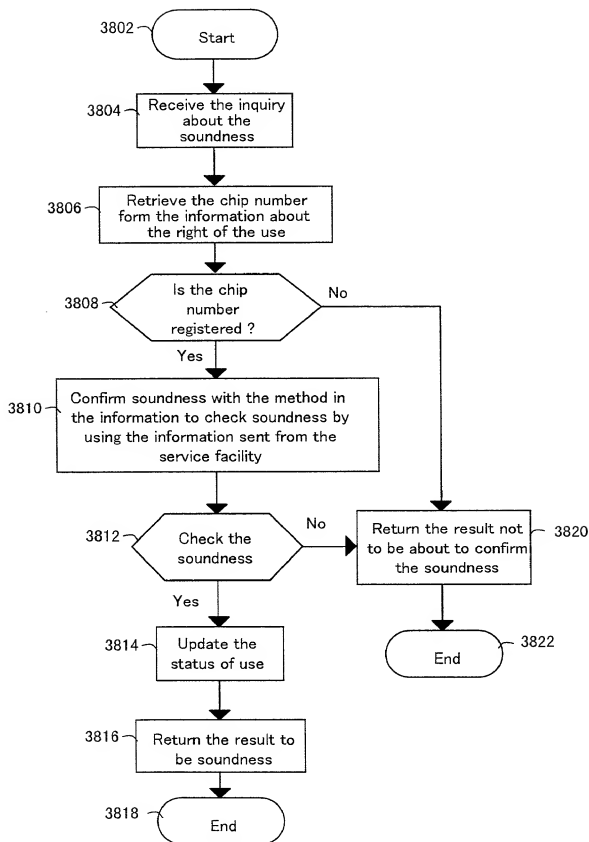 3802
Start
3804
Receive the inquiry
about the
soundness
3806
Retrieve the chip number
form the information about
the right of the use
3808
Is the chip
number
registered ?
No
Yes
3810
Confirm soundness with the method in
the information to check soundness by
using the information sent from the
service facility
3812
Check the
soundness
No
Yes
3820
Return the result not
to be about to confirm
the soundness
3814
Update the
status of use
3822
End
3816
Return the result to
be soundness
3818
End